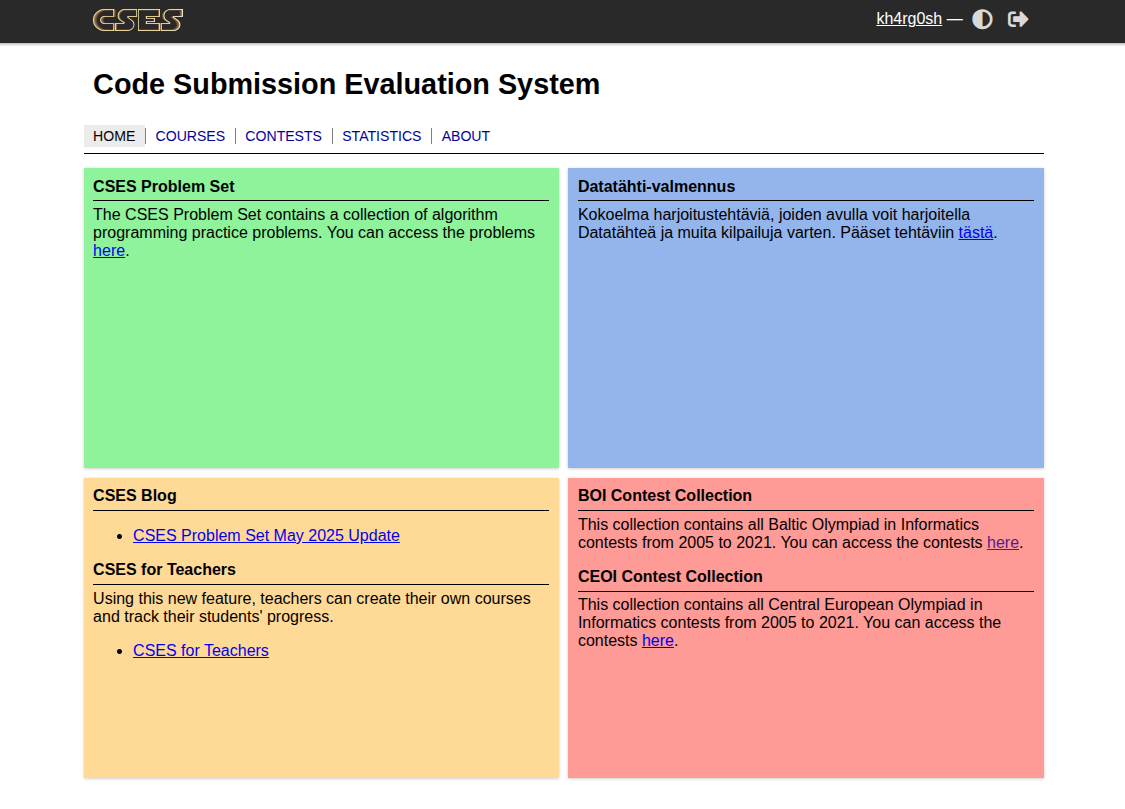 CSES
kh4rg0sh —
Code Submission Evaluation System
HOME
COURSES
CONTESTS
STATISTICS
ABOUT
CSES Problem Set
The CSES Problem Set contains a collection of algorithm
programming practice problems. You can access the problems
here.
Datatähti-valmennus
Kokoelma harjoitustehtäviä, joiden avulla voit harjoitella
Datatähteä ja muita kilpailuja varten. Pääset tehtäviin tästä.
CSES Blog
• CSES Problem Set May 2025 Update
CSES for Teachers
Using this new feature, teachers can create their own courses
and track their students' progress.
• CSES for Teachers
BOI Contest Collection
This collection contains all Baltic Olympiad in Informatics
contests from 2005 to 2021. You can access the contests here.
CEOI Contest Collection
This collection contains all Central European Olympiad in
Informatics contests from 2005 to 2021. You can access the
contests here.